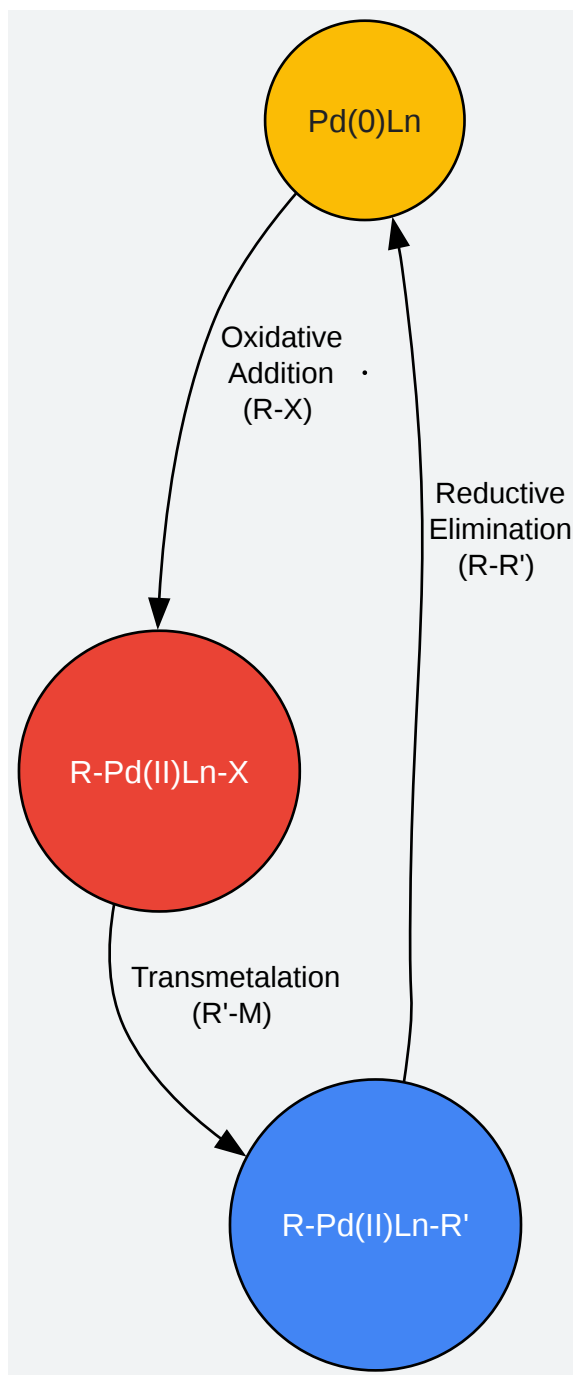 Pd(0)Ln
Oxidative
Addition
(R-X)
Reductive
Elimination
(R-R')
R-Pd(II)Ln-X
Transmetalation
(R'-M)
R-Pd(II)Ln-R'